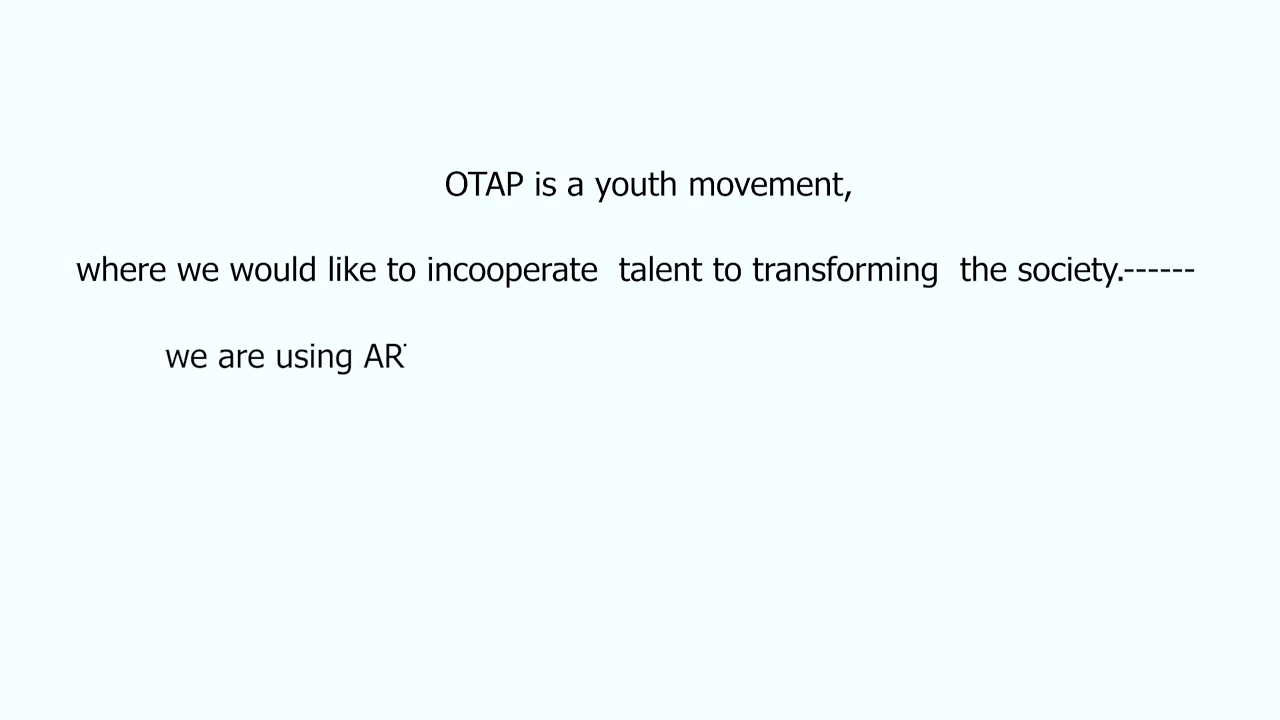 OTAP is a youth movement,
where we would like to incooperate  talent to transforming  the society.------
we are using AR